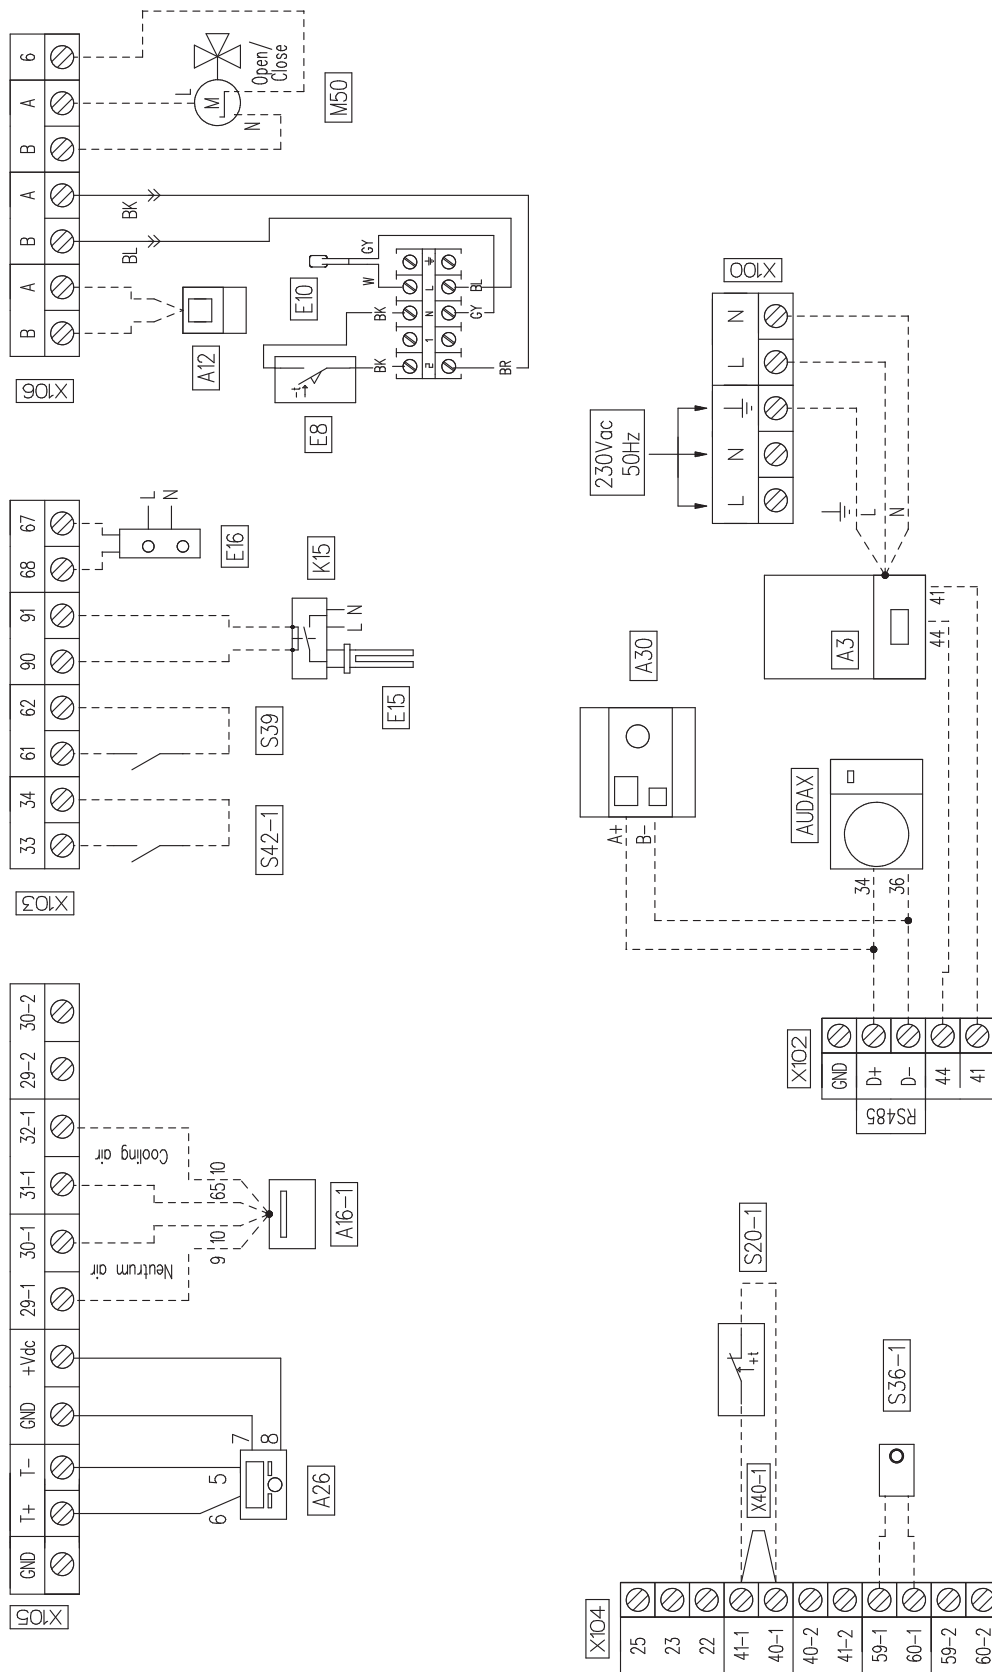 X106
B
A
B
A
B
A
6
A12
BL
BK
L
N
M
Open/
Close
M50
E10
W
GY
BK
BK
E8
-t
2
1
N
L
BR
GY
BL
X103
33
34
61
62
90
91
68
67
S42-1
S39
L
N
K15
E15
L
N
E16
X105
GND
T+
T-
GND
+Vdc
29-1
30-1
31-1
32-1
29-2
30-2
6
5
7
8
A26
Neutrum air
Cooling air
9
10
65
10
A16-1
230Vac
50Hz
X100
L
N
L
N
L
N
A3
44
41
A30
A+
B-
AUDAX
34
36
X102
GND
D+
D-
44
41
RS485
X104
25
23
22
41-1
40-1
40-2
41-2
59-1
60-1
59-2
60-2
X40-1
+t
S20-1
S36-1